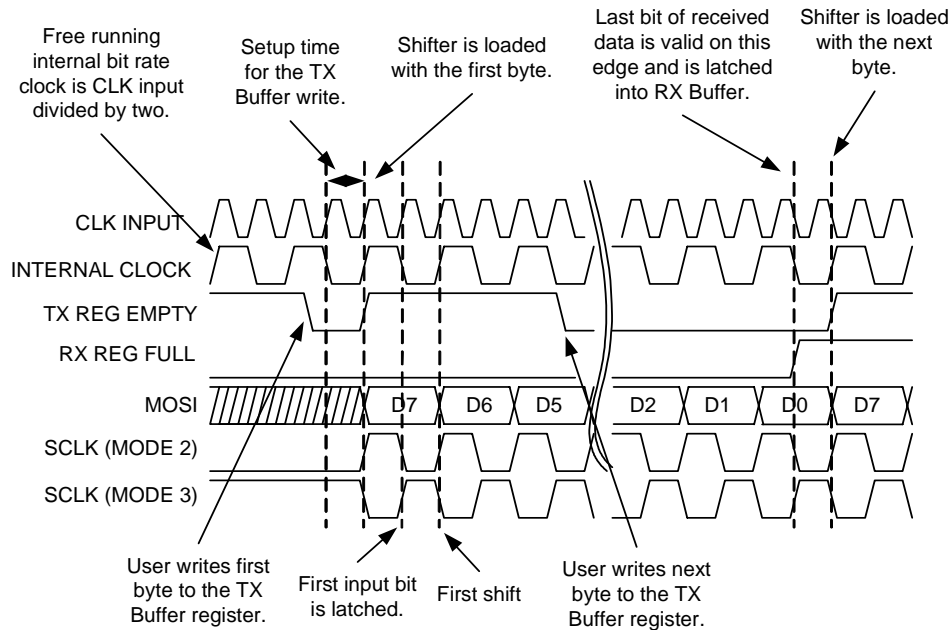 Free running
internal bit rate
clock is CLK input
divided by two.
Setup time
for the TX
Buffer write.
Shifter is loaded
with the first byte.
Last bit of received
data is valid on this
edge and is latched
into RX Buffer.
Shifter is loaded
with the next
byte.
CLK INPUT
INTERNAL CLOCK
TX REG EMPTY
RX REG FULL
MOSI
D7 D6 D5 D2 D1 D0 D7
SCLK (MODE 2)
SCLK (MODE 3)
User writes first
byte to the TX
Buffer register.
First input bit
is latched.
First shift
User writes next
byte to the TX
Buffer register.